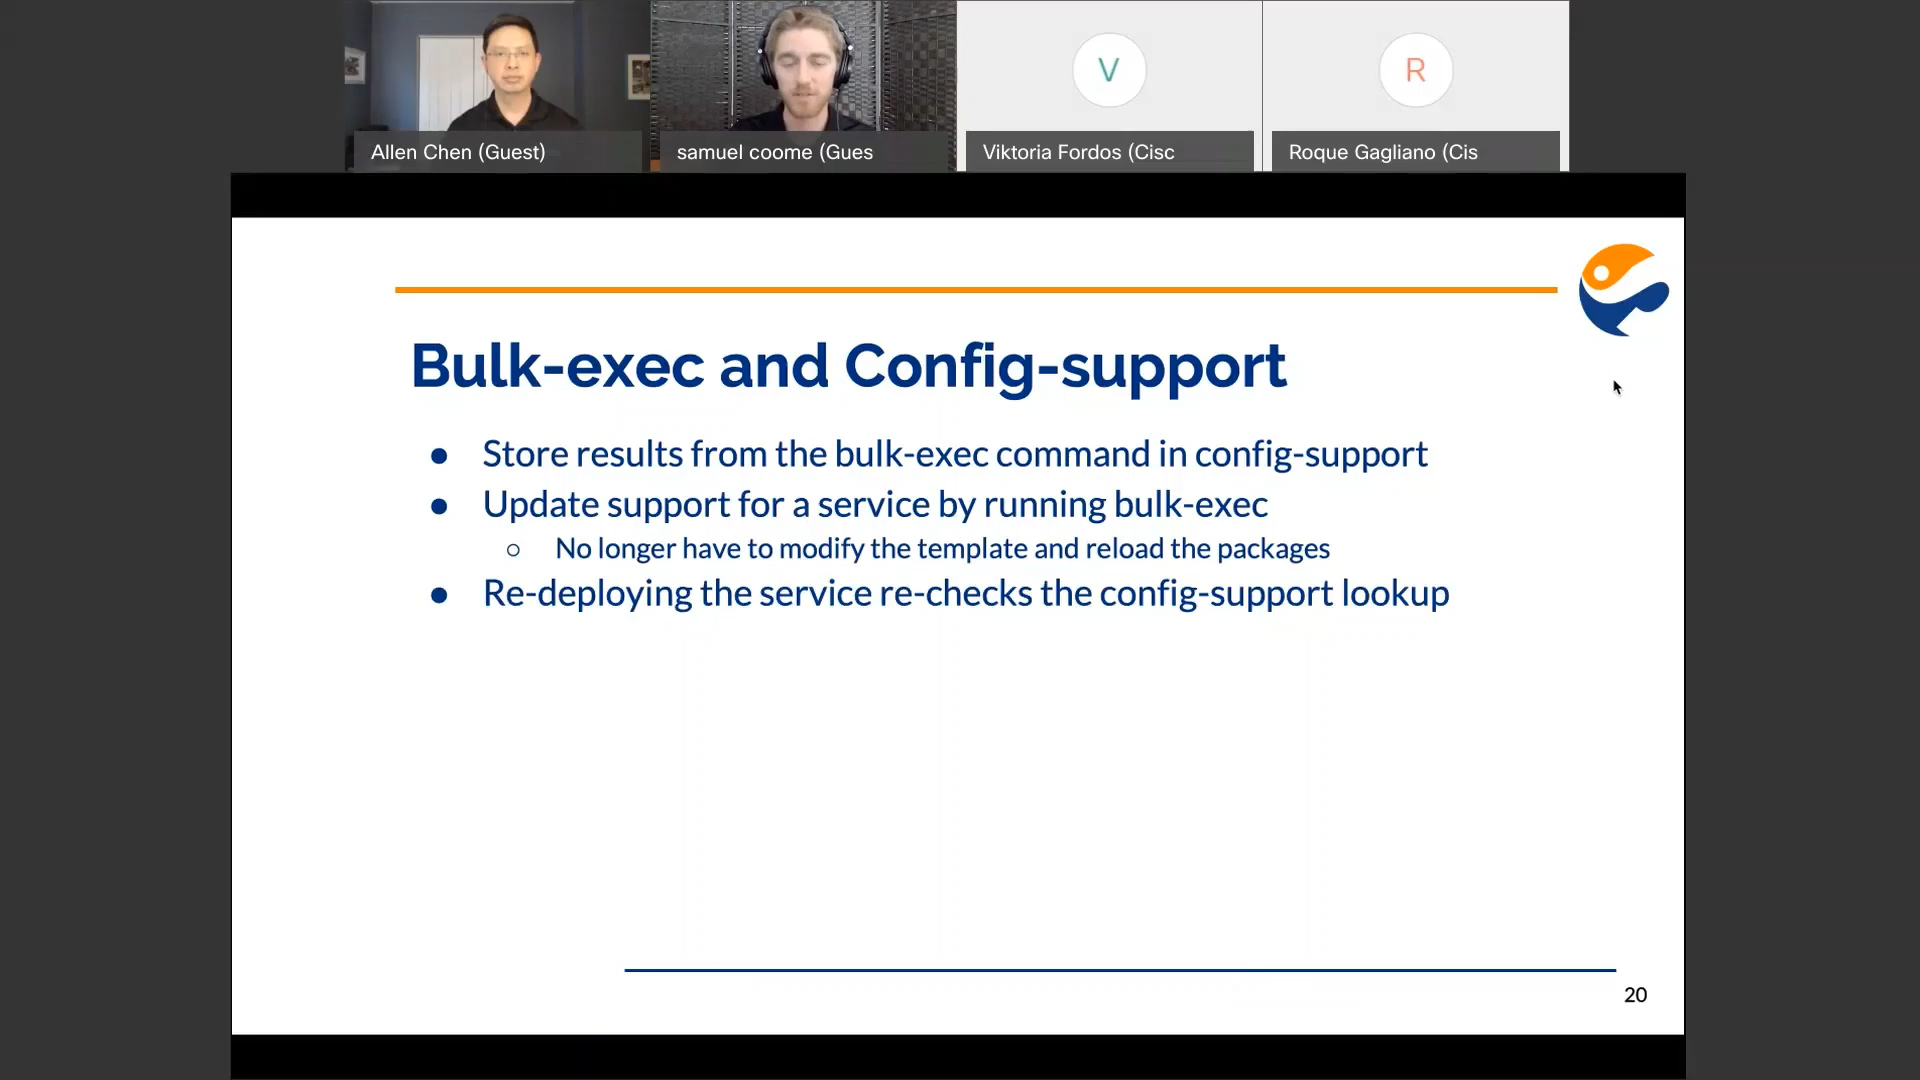 Allen Chen (Guest)
samuel coome (Gues
V
Viktoria Fordos (Cisc
R
Roque Gagliano (Cis
Bulk-exec and Config-support
● Store results from the bulk-exec command in config-support
● Update support for a service by running bulk-exec
○ No longer have to modify the template and reload the packages
● Re-deploying the service re-checks the config-support lookup
20